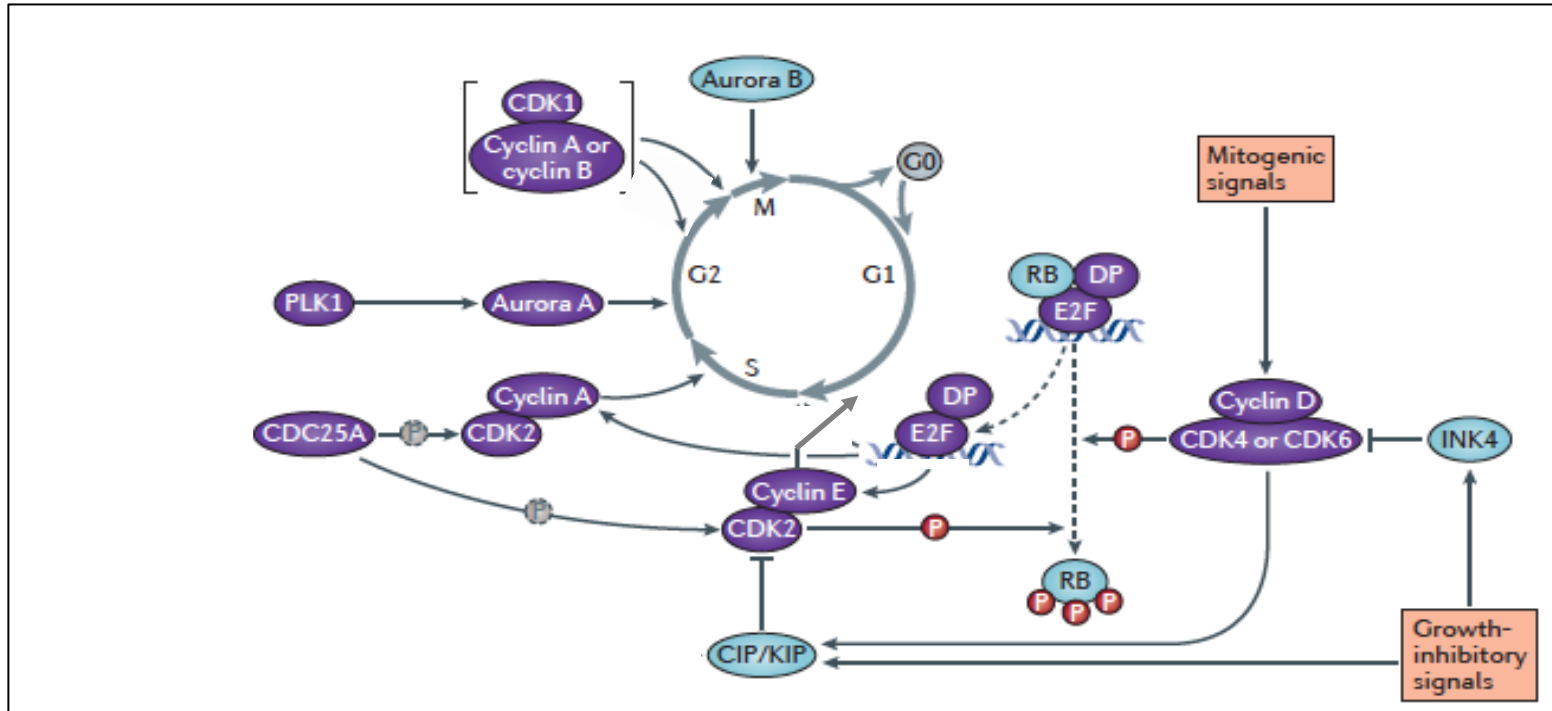 Aurora B
CDK1
Cyclin A or
cyclin B
G0
Mitogenic
signals
M
G2
G1
RB
DP
E2F
PLK1
Aurora A
S
Cyclin A
CDK2
CDC25A
P
DP
E2F
Cyclin D
CDK4 or CDK6
P
INK4
Cyclin E
CDK2
P
P
RB
P
P
P
CIP/KIP
Growth-
inhibitory
signals